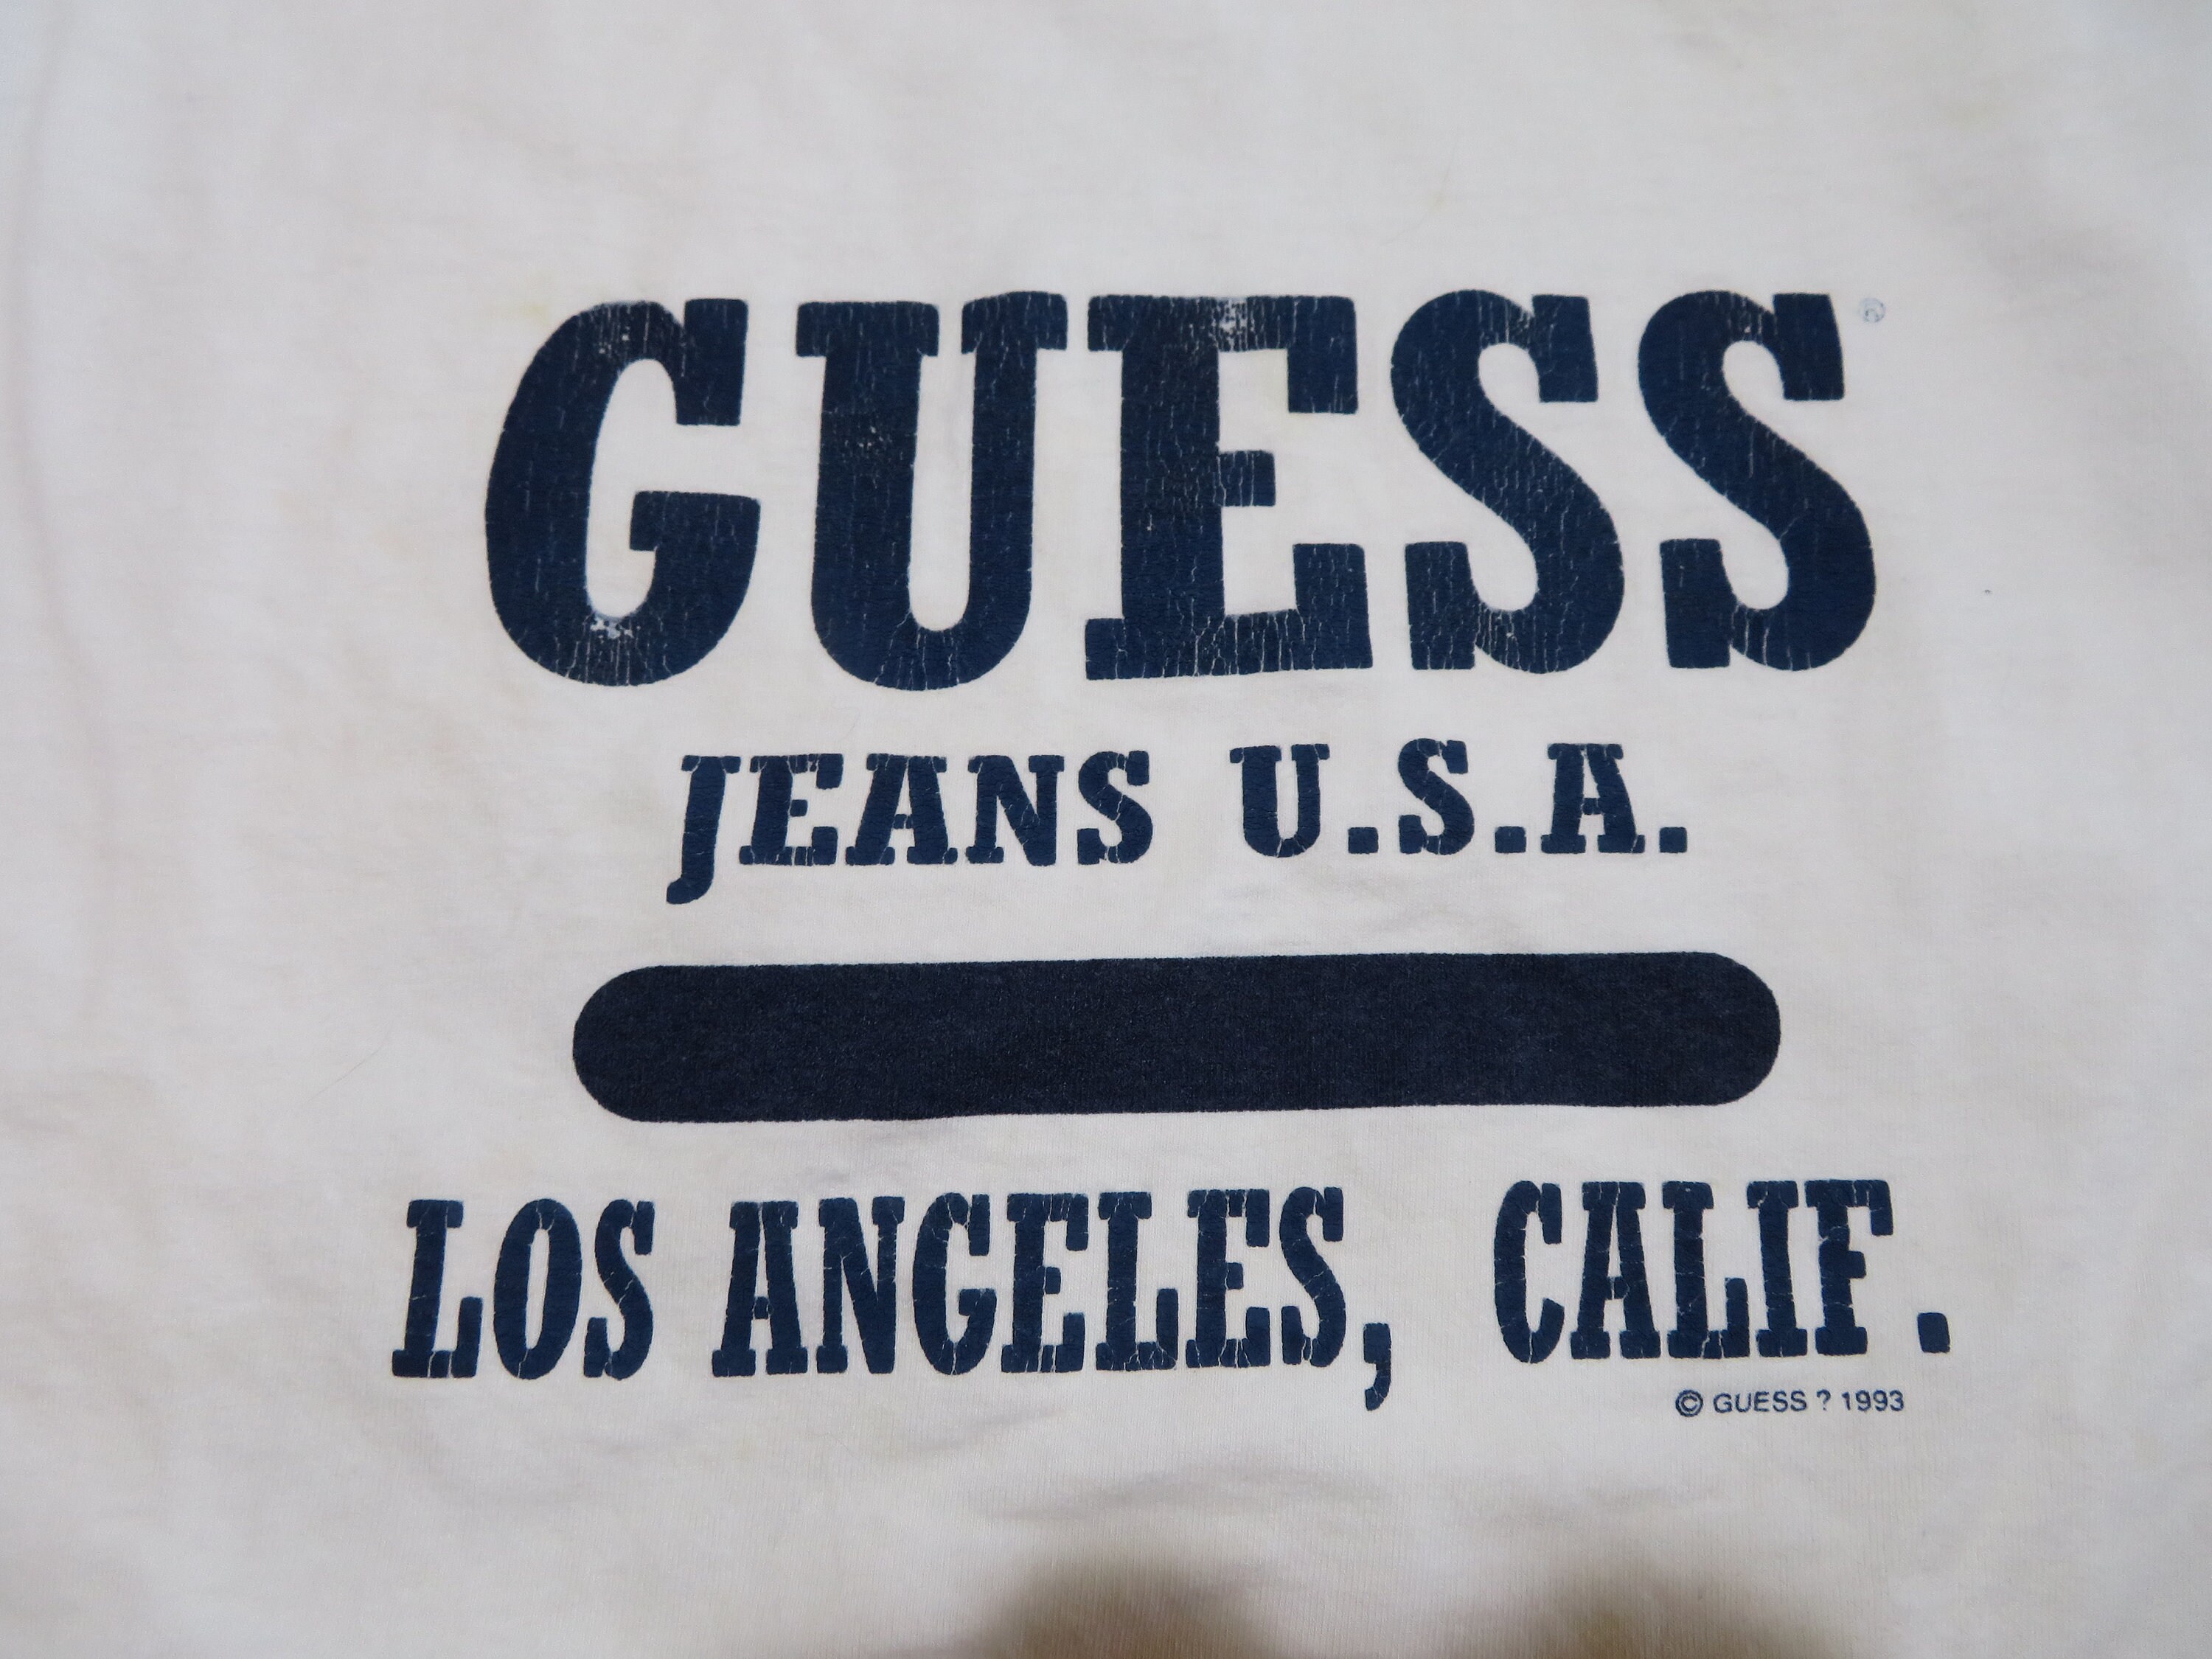 GUESS®
JEANS U.S.A.
LOS ANGELES, CALIF.
© GUESS ? 1993